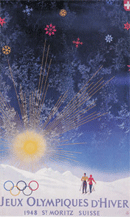 JEUX OLYMPIQUES D'HIVER
1948 ST MORITZ SUISSE